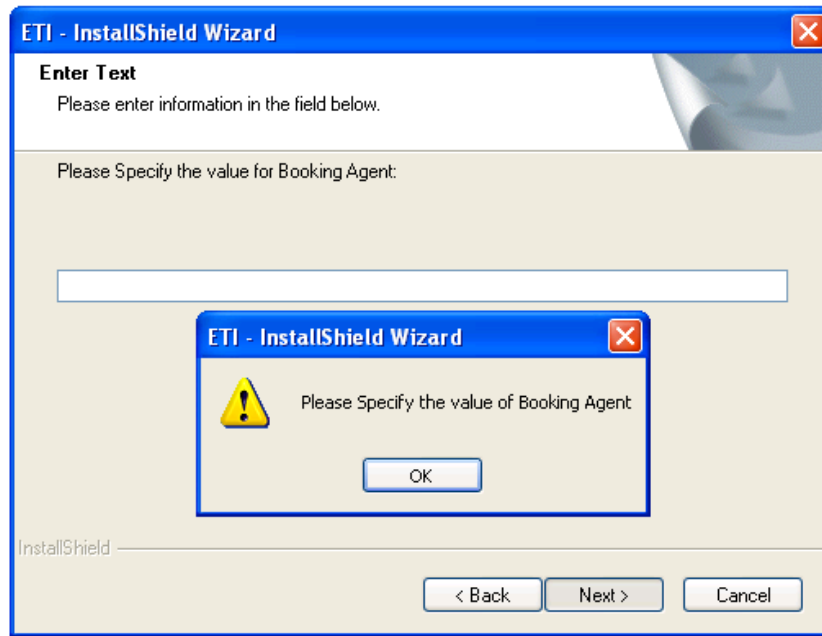 ETI - InstallShield Wizard
Enter Text
Please enter information in the field below.
Please Specify the value for Booking Agent:
ETI - InstallShield Wizard
Please Specify the value of Booking Agent
OK
InstallShield
< Back Next > Cancel